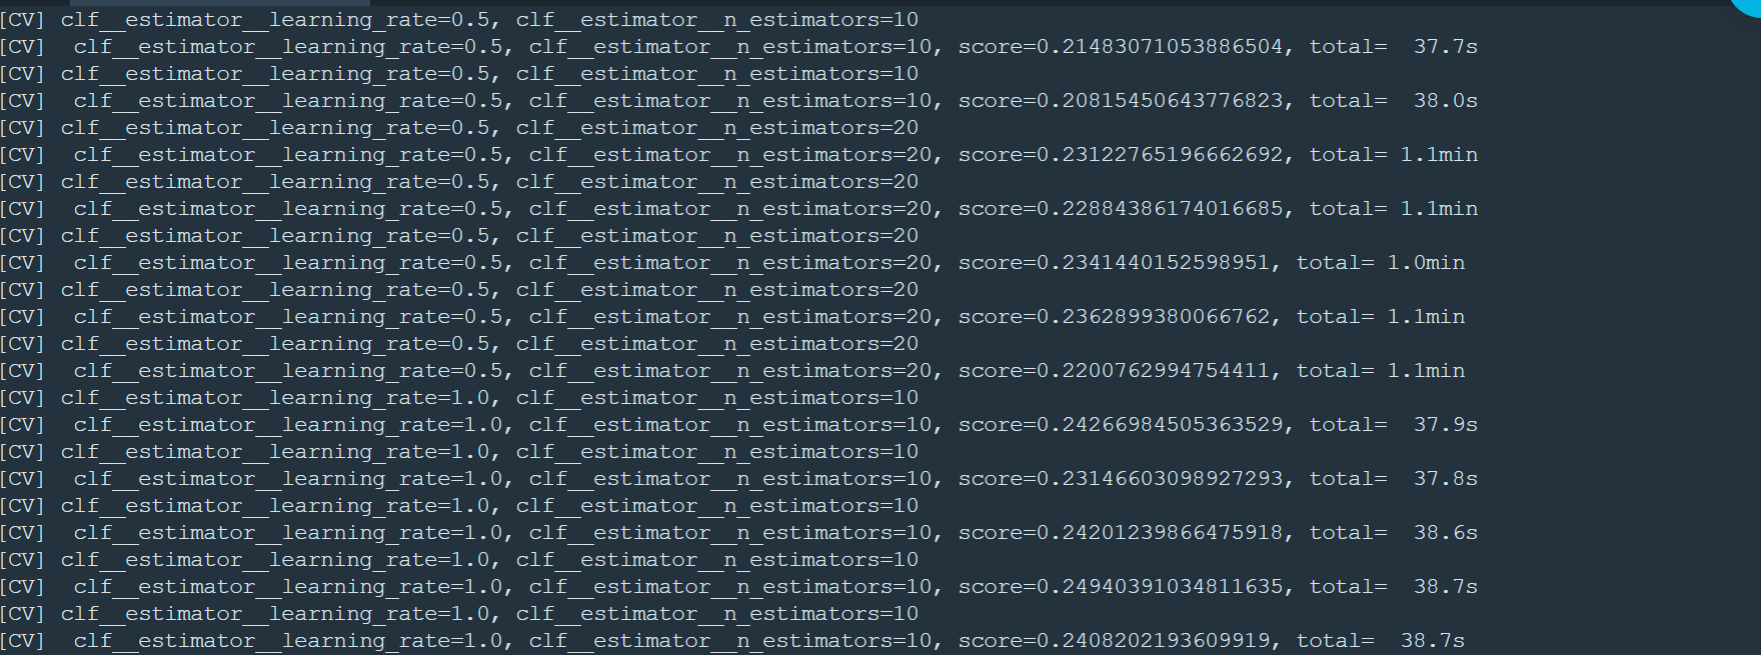 [CV] clf__estimator__learning_rate=0.5, clf__estimator__n_estimators=10
[CV]  clf__estimator__learning_rate=0.5, clf__estimator__n_estimators=10, score=0.21483071053886504, total=  37.7s
[CV] clf__estimator__learning_rate=0.5, clf__estimator__n_estimators=10
[CV]  clf__estimator__learning_rate=0.5, clf__estimator__n_estimators=10, score=0.20815450643776823, total=  38.0s
[CV] clf__estimator__learning_rate=0.5, clf__estimator__n_estimators=20
[CV]  clf__estimator__learning_rate=0.5, clf__estimator__n_estimators=20, score=0.23122765196662692, total= 1.1min
[CV] clf__estimator__learning_rate=0.5, clf__estimator__n_estimators=20
[CV]  clf__estimator__learning_rate=0.5, clf__estimator__n_estimators=20, score=0.22884386174016685, total= 1.1min
[CV] clf__estimator__learning_rate=0.5, clf__estimator__n_estimators=20
[CV]  clf__estimator__learning_rate=0.5, clf__estimator__n_estimators=20, score=0.2341440152598951, total= 1.0min
[CV] clf__estimator__learning_rate=0.5, clf__estimator__n_estimators=20
[CV]  clf__estimator__learning_rate=0.5, clf__estimator__n_estimators=20, score=0.2362899380066762, total= 1.1min
[CV] clf__estimator__learning_rate=0.5, clf__estimator__n_estimators=20
[CV]  clf__estimator__learning_rate=0.5, clf__estimator__n_estimators=20, score=0.2200762994754411, total= 1.1min
[CV] clf__estimator__learning_rate=1.0, clf__estimator__n_estimators=10
[CV]  clf__estimator__learning_rate=1.0, clf__estimator__n_estimators=10, score=0.24266984505363529, total=  37.9s
[CV] clf__estimator__learning_rate=1.0, clf__estimator__n_estimators=10
[CV]  clf__estimator__learning_rate=1.0, clf__estimator__n_estimators=10, score=0.23146603098927293, total=  37.8s
[CV] clf__estimator__learning_rate=1.0, clf__estimator__n_estimators=10
[CV]  clf__estimator__learning_rate=1.0, clf__estimator__n_estimators=10, score=0.24201239866475918, total=  38.6s
[CV] clf__estimator__learning_rate=1.0, clf__estimator__n_estimators=10
[CV]  clf__estimator__learning_rate=1.0, clf__estimator__n_estimators=10, score=0.24940391034811635, total=  38.7s
[CV] clf__estimator__learning_rate=1.0, clf__estimator__n_estimators=10
[CV]  clf__estimator__learning_rate=1.0, clf__estimator__n_estimators=10, score=0.2408202193609919, total=  38.7s